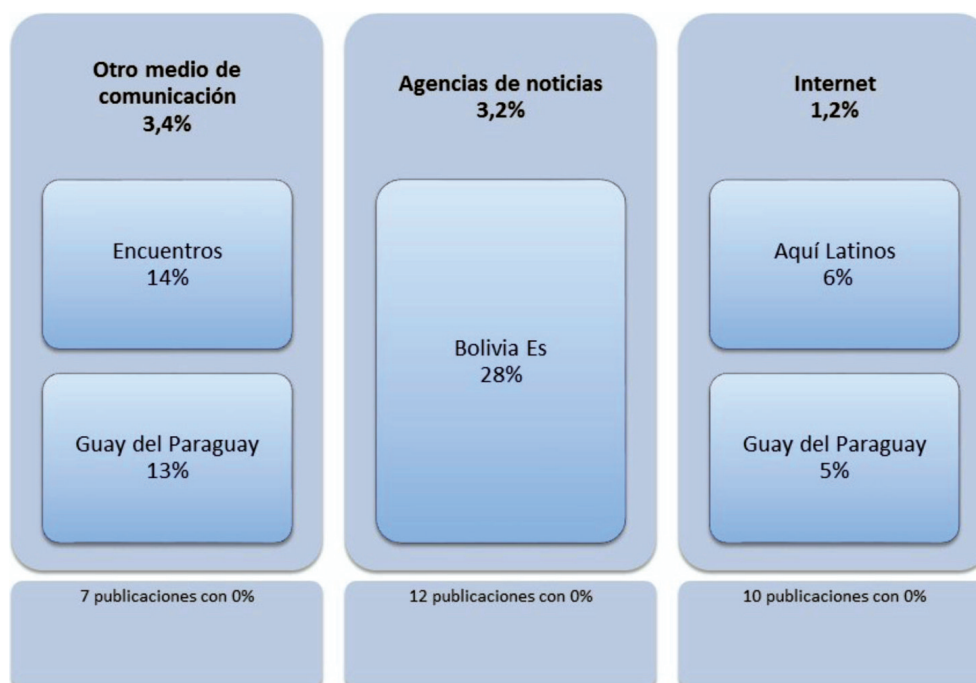 Otro medio de
comunicación
3,4%
Encuentros
14%
Guay del Paraguay
13%
7 publicaciones con 0%
Agencias de noticias
3,2%
Bolivia Es
28%
12 publicaciones con 0%
Internet
1,2%
Aquí Latinos
6%
Guay del Paraguay
5%
10 publicaciones con 0%